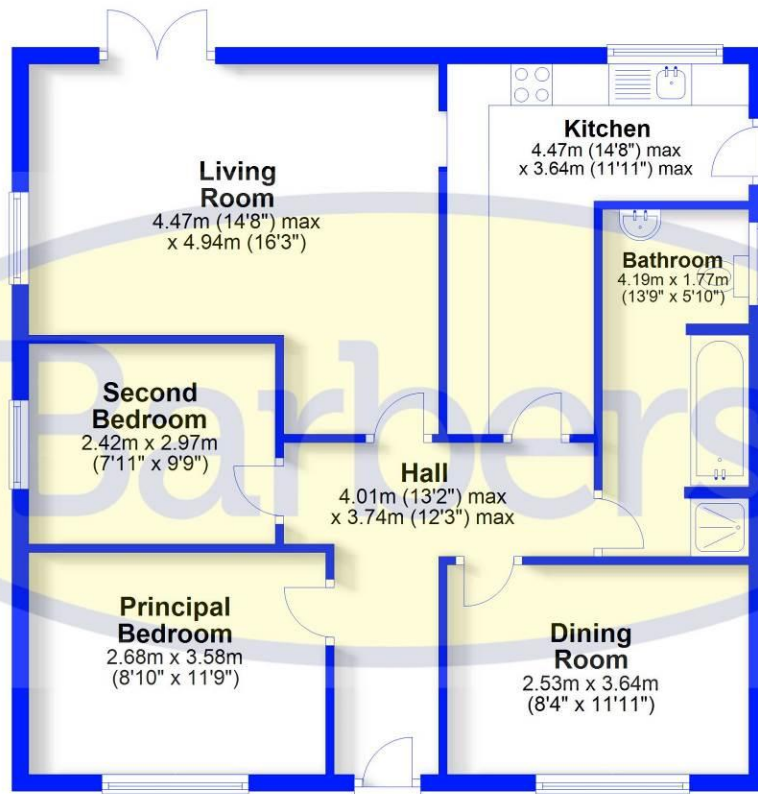 Living
Room
4.47m (14'8") max
x 4.94m (16'3")
Kitchen
4.47m (14'8") max
x 3.64m (11'11") max
Bathroom
4.19m x 1.77m
(13'9" x 5'10")
Second
Bedroom
2.42m x 2.97m
(7'11" x 9'9")
Barbers
Hall
4.01m (13'2") max
x 3.74m (12'3") max
Principal
Bedroom
2.68m x 3.58m
(8'10" x 11'9")
Dining
Room
2.53m x 3.64m
(8'4" x 11'11")